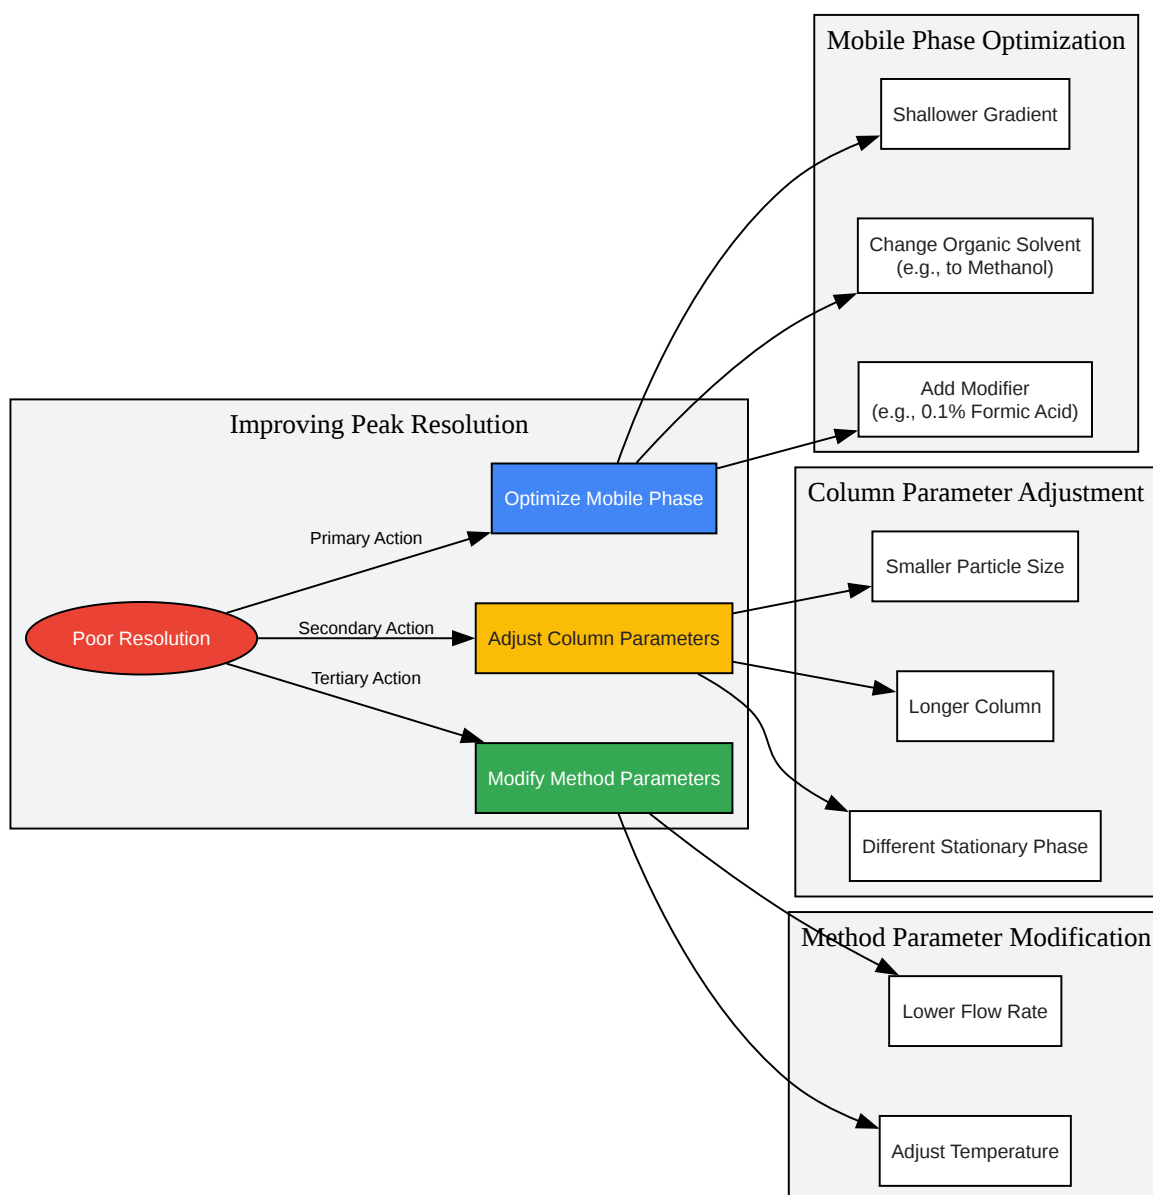 Mobile Phase Optimization
Shallower Gradient
Change Organic Solvent
(e.g., to Methanol)
Add Modifier
(e.g., 0.1% Formic Acid)
Improving Peak Resolution
Optimize Mobile Phase
Primary Action
Poor Resolution
Secondary Action
Adjust Column Parameters
Tertiary Action
Modify Method Parameters
Column Parameter Adjustment
Smaller Particle Size
Longer Column
Different Stationary Phase
Method Parameter Modification
Lower Flow Rate
Adjust Temperature